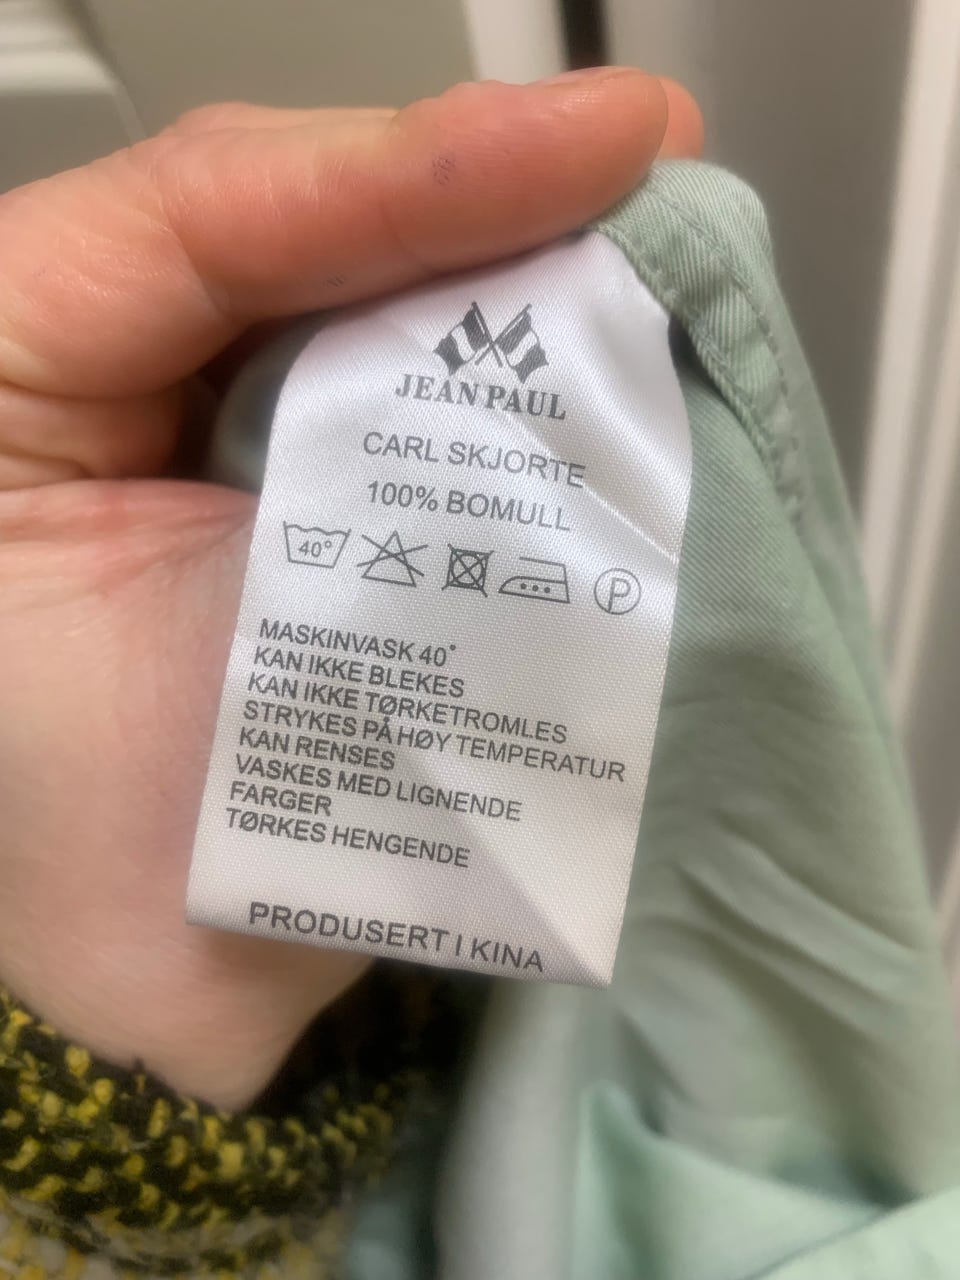 JEAN PAUL
CARL SKJORTE
100% BOMULL
40° P
MASKINVASK 40°
KAN IKKE BLEKES
KAN IKKE TØRKETROMLES
STRYKES PÅ HØY TEMPERATUR
KAN RENSES
VASKES MED LIGNENDE
FARGER
TØRKES HENGENDE
PRODUSERT I KINA